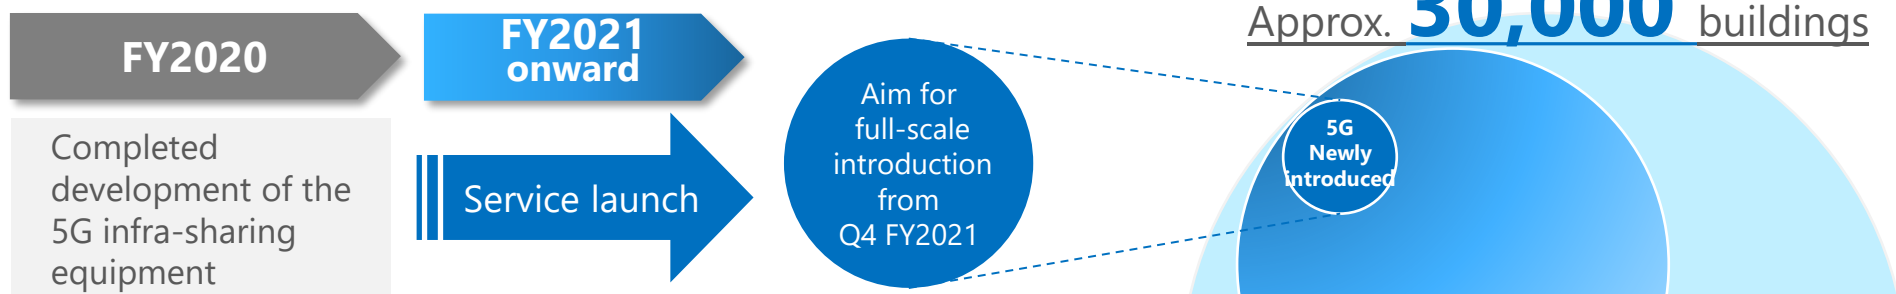 FY2020
Completed
development of the
5G infra-sharing
equipment
FY2021
onward
Service launch
Aim for
full-scale
introduction
from
Q4 FY2021
Approx. 30,000 buildings
5G
Newly
introduced